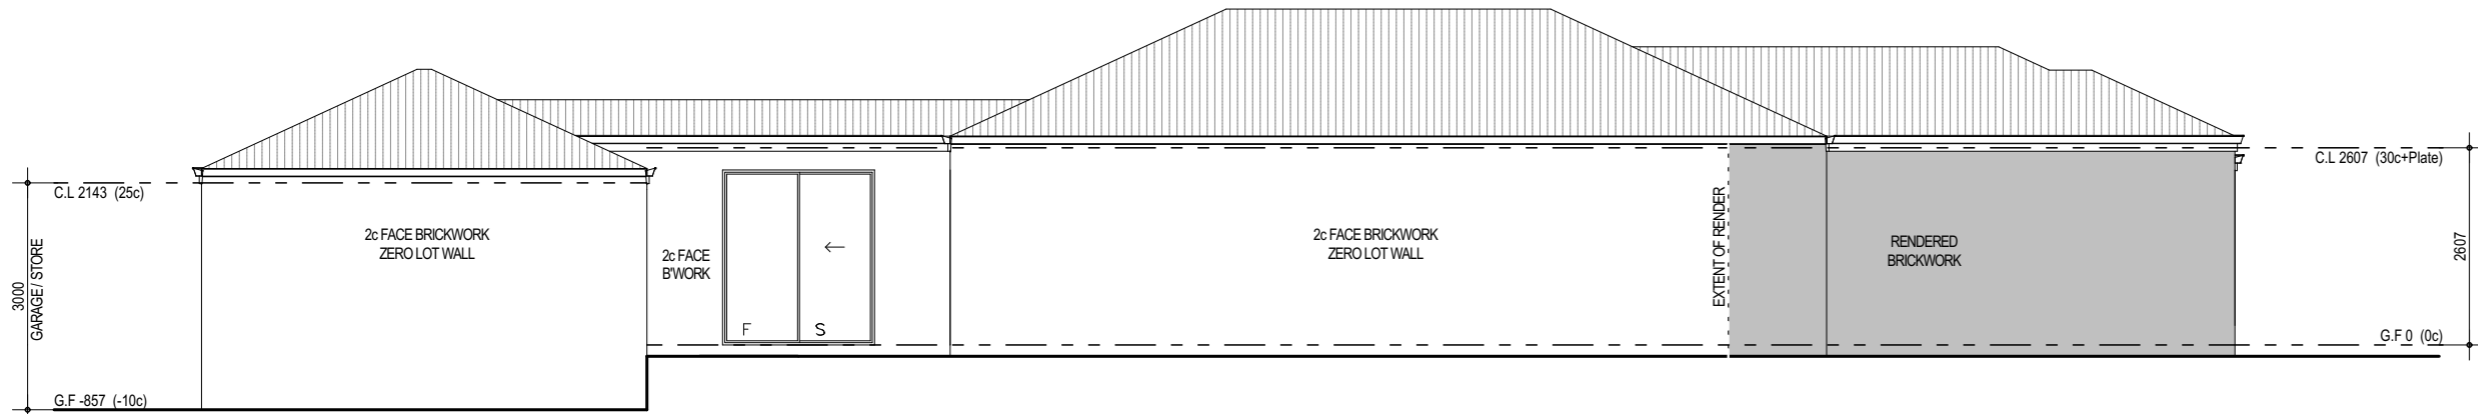 C.L 2143 (25c)
3000
GARAGE/ STORE
G.F -857 (-10c)
2c FACE BRICKWORK
ZERO LOT WALL
2c FACE
B'WORK
F
S
2c FACE BRICKWORK
ZERO LOT WALL
EXTENT OF RENDER
RENDERED
BRICKWORK
C.L 2607 (30c+Plate)
2607
G.F 0 (0c)